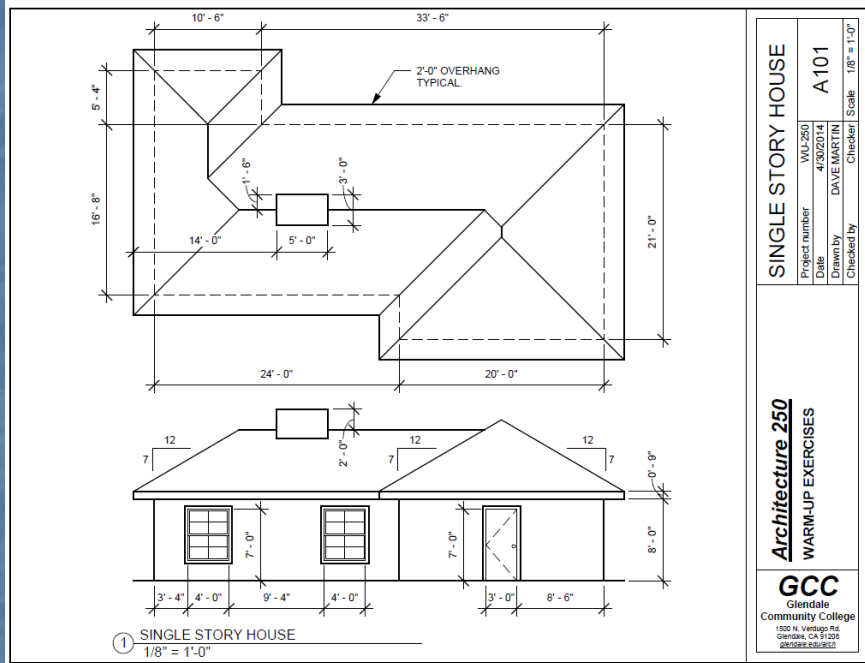 10' - 6"
33' - 6"
2'-0" OVERHANG
TYPICAL.
5' - 4"
16' - 8"
1' - 6"
3' - 0"
14' - 0"
5' - 0"
21' - 0"
24' - 0"
20' - 0"
12
7
2' - 0"
12
7
12
7
0' - 9"
7' - 0"
7' - 0"
8' - 0"
3' - 4"
4' - 0"
9' - 4"
4' - 0"
3' - 0"
8' - 6"
1
SINGLE STORY HOUSE
1/8" = 1'-0"
SINGLE STORY HOUSE
Project number WU-250
Date 4/30/2014
Drawn by DAVE MARTIN
Checked by Checker
A101
Scale 1/8" = 1'-0"
Architecture 250
WARM-UP EXERCISES
GCC
Glendale
Community College
1500 N. Verdugo Rd.
Glendale, CA 91208
glendale.edu/arch